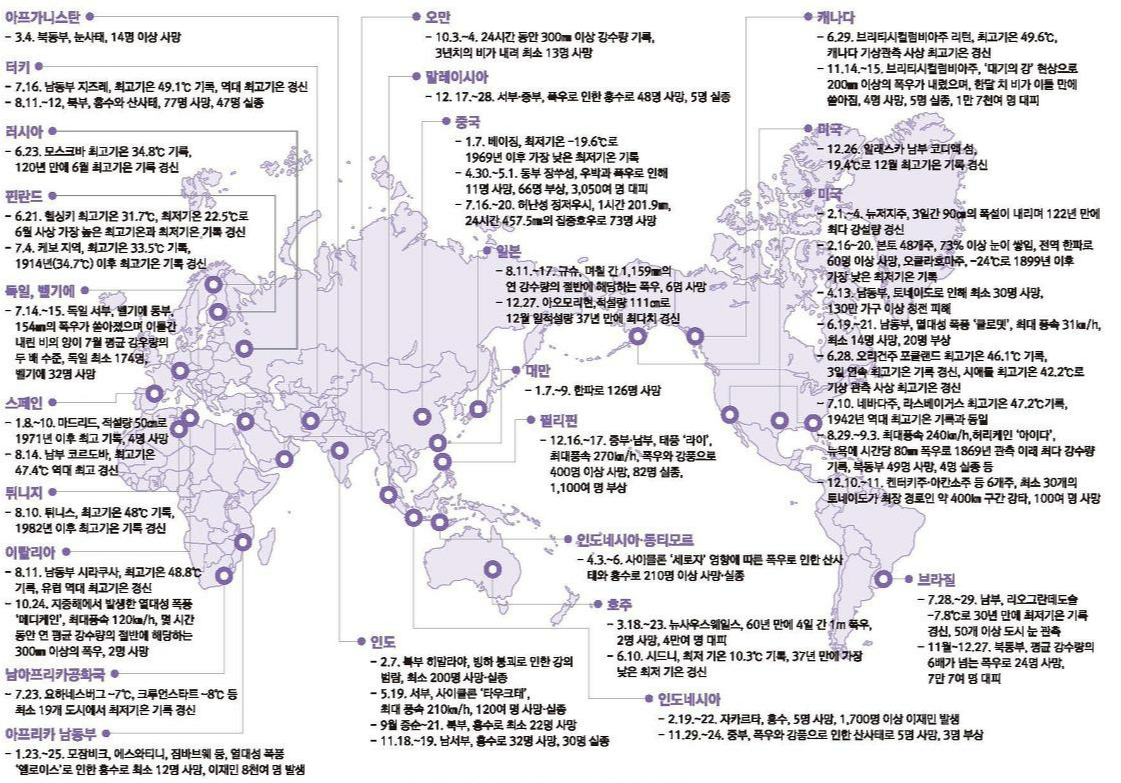 아프가니스탄
- 3.4. 북동부, 눈사태, 14명 이상 사망
터키
- 7.16. 남동부 지즈레, 최고기온 49.1℃ 기록, 역대 최고기온 경신
- 8.11.~12, 북부, 홍수와 산사태, 77명 사망, 47명 실종
러시아
- 6.23. 모스크바 최고기온 34.8℃ 기록,
120년 만에 6월 최고기온 기록 경신
핀란드
- 6.21. 헬싱키 최고기온 31.7℃, 최저기온 22.5℃로
6월 사상 가장 높은 최고기온과 최저기온 기록 경신
- 7.4. 케보 지역, 최고기온 33.5℃ 기록,
1914년(34.7℃) 이후 최고기온 기록 경신
독일, 벨기에
- 7.14.~15. 독일 서부, 벨기에 동부,
154㎜의 폭우가 쏟아졌으며 이틀간
내린 비의 양이 7월 평균 강우량의
두 배 수준, 독일 최소 174명,
벨기에 32명 사망
스페인
- 1.8.~10. 마드리드, 적설량 50㎝로
1971년 이후 최고 기록, 4명 사망
- 8.14. 남부 코르도바, 최고기온
47.4℃ 역대 최고 경신
튀니지
- 8.10. 튀니스, 최고기온 48℃ 기록,
1982년 이후 최고기온 기록 경신
이탈리아
- 8.11. 남동부 시라쿠사, 최고기온 48.8℃
기록, 유럽 역대 최고기온 경신
- 10.24. 지중해에서 발생한 열대성 폭풍
‘메디케인’, 최대풍속 120㎞/h, 몇 시간
동안 연 평균 강수량의 절반에 해당하는
300㎜ 이상의 폭우, 2명 사망
남아프리카공화국
- 7.23. 요하네스버그 -7℃, 크루언스타트 -8℃ 등
최소 19개 도시에서 최저기온 기록 경신
아프리카 남동부
- 1.23.~25. 모잠비크, 에스와티니, 짐바브웨 등, 열대성 폭풍
‘엘로이스’로 인한 홍수로 최소 12명 사망, 이재민 8천여 명 발생
오만
- 10.3.~4. 24시간 동안 300㎜ 이상 강수량 기록,
3년치의 비가 내려 최소 13명 사망
말레이시아
- 12. 17.~28. 서부·중부, 폭우로 인한 홍수로 48명 사망, 5명 실종
중국
- 1.7. 베이징, 최저기온 -19.6℃로
1969년 이후 가장 낮은 최저기온 기록
- 4.30.~5.1. 동부 장쑤성, 우박과 폭우로 인해
11명 사망, 66명 부상, 3,050여 명 대피
- 7.16.~20. 허난성 정저우시, 1시간 201.9㎜,
24시간 457.5㎜의 집중호우로 73명 사망
일본
- 8.11.~17. 규슈, 며칠 간 1,159㎜의
연 강수량의 절반에 해당하는 폭우, 6명 사망
- 12.27. 아오모리현, 적설량 111㎝로
12월 일적설량 37년 만에 최다치 경신
대만
- 1.7.~9. 한파로 126명 사망
필리핀
- 12.16.~17. 중부·남부, 태풍 ‘라이’,
최대풍속 270㎞/h, 폭우와 강풍으로
400명 이상 사망, 82명 실종,
1,100여 명 부상
인도네시아·동티모르
- 4.3.~6. 사이클론 ‘세로자’ 영향에 따른 폭우로 인한 산사
태와 홍수로 210명 이상 사망·실종
호주
- 3.18.~23. 뉴사우스웨일스, 60년 만에 4일 간 1m 폭우,
2명 사망, 4만여 명 대피
- 6.10. 시드니, 최저 기온 10.3℃ 기록, 37년 만에 가장
낮은 최저 기온 경신
인도
- 2.7. 북부 히말라야, 빙하 붕괴로 인한 강의
범람, 최소 200명 사망·실종
- 5.19. 서부, 사이클론 ‘타우크태’,
최대 풍속 210㎞/h, 120여 명 사망·실종
- 9월 중순~21. 북부, 홍수로 최소 22명 사망
- 11.18.~19. 남서부, 홍수로 32명 사망, 30명 실종
인도네시아
- 2.19.~22. 자카르타, 홍수, 5명 사망, 1,700명 이상 이재민 발생
- 11.29.~24. 중부, 폭우와 강풍으로 인한 산사태로 5명 사망, 3명 부상
캐나다
- 6.29. 브리티시컬럼비아주 리턴, 최고기온 49.6℃,
캐나다 기상관측 사상 최고기온 경신
- 11.14.~15. 브리티시컬럼비아주, ‘대기의 강’ 현상으로
200㎜ 이상의 폭우가 내렸으며, 한달 치 비가 이틀 만에
쏟아짐, 4명 사망, 5명 실종, 1만 7천여 명 대피
미국
- 12.26. 알래스카 남부 코디액 섬,
19.4℃로 12월 최고기온 기록 경신
미국
- 2.1.~4. 뉴저지주, 3일간 90㎝의 폭설이 내리며 122년 만에
최다 강설량 경신
- 2.16~20. 본토 48개주, 73% 이상 눈이 쌓임, 전역 한파로
60명 이상 사망, 오클라호마주, -24℃로 1899년 이후
가장 낮은 최저기온 기록
- 4.13. 남동부, 토네이도로 인해 최소 30명 사망,
130만 가구 이상 정전 피해
- 6.19.~21. 남동부, 열대성 폭풍 ‘클로뎃’, 최대 풍속 31㎞/h,
최소 14명 사망, 20명 부상
- 6.28. 오리건주 포클랜드 최고기온 46.1℃ 기록,
3일 연속 최고기온 기록 경신, 시애틀 최고기온 42.2℃로
기상 관측 사상 최고기온 경신
- 7.10. 네바다주, 라스베이거스 최고기온 47.2℃기록,
1942년 역대 최고기온 기록과 동일
- 8.29.~9.3. 최대풍속 240㎞/h,허리케인 ‘아이다’,
뉴욕에 시간당 80㎜ 폭우로 1869년 관측 이래 최다 강수량
기록, 북동부 49명 사망, 4명 실종 등
- 12.10.~11. 켄터키주·아칸소주 등 6개주, 최소 30개의
토네이도가 최장 경로인 약 400㎞ 구간 강타, 100여 명 사망
브라질
- 7.28.~29. 남부, 리오그란데도술
-7.8℃로 30년 만에 최저기온 기록
경신, 50개 이상 도시 눈 관측
- 11월~12.27. 북동부, 평균 강수량의
6배가 넘는 폭우로 24명 사망,
7만 7여 명 대피